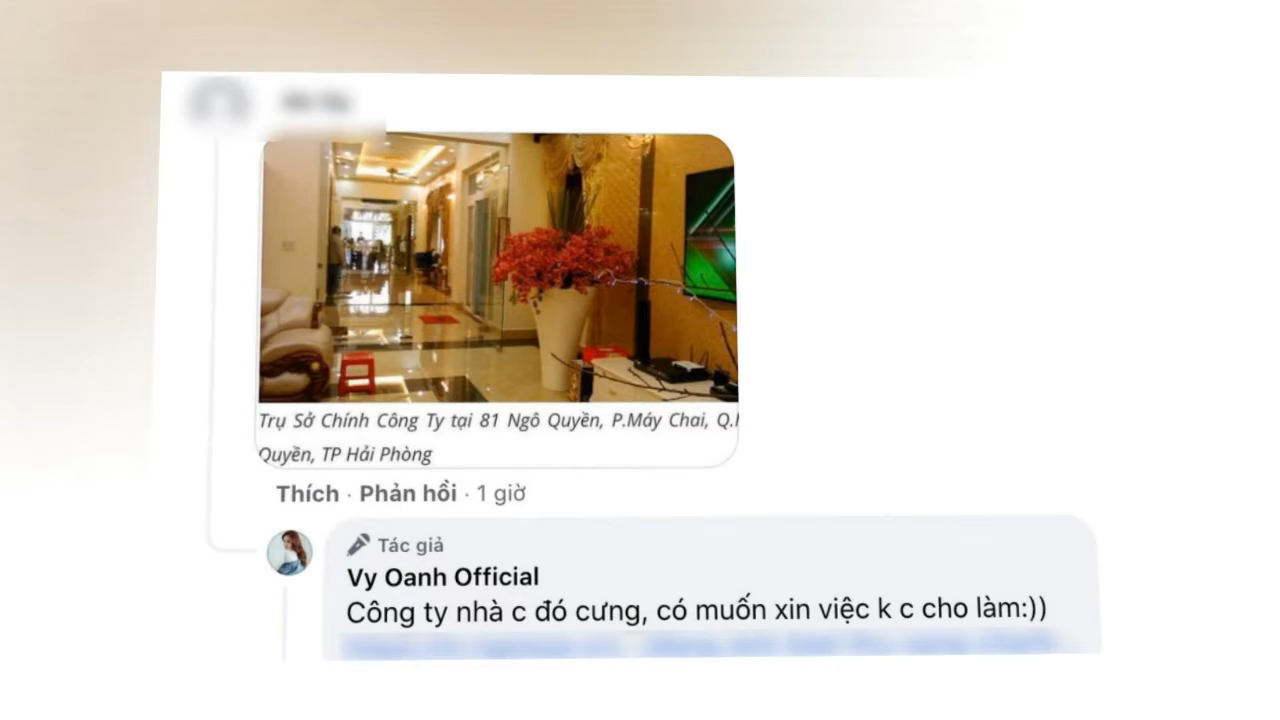 Trụ Sở Chính Công Ty tại 81 Ngô Quyền, P.Máy Chai, Q.
Quyền, TP Hải Phòng
Thích · Phản hồi · 1 giờ
Tác giả
Vy Oanh Official
Công ty nhà c đó cưng, có muốn xin việc k c cho làm:))